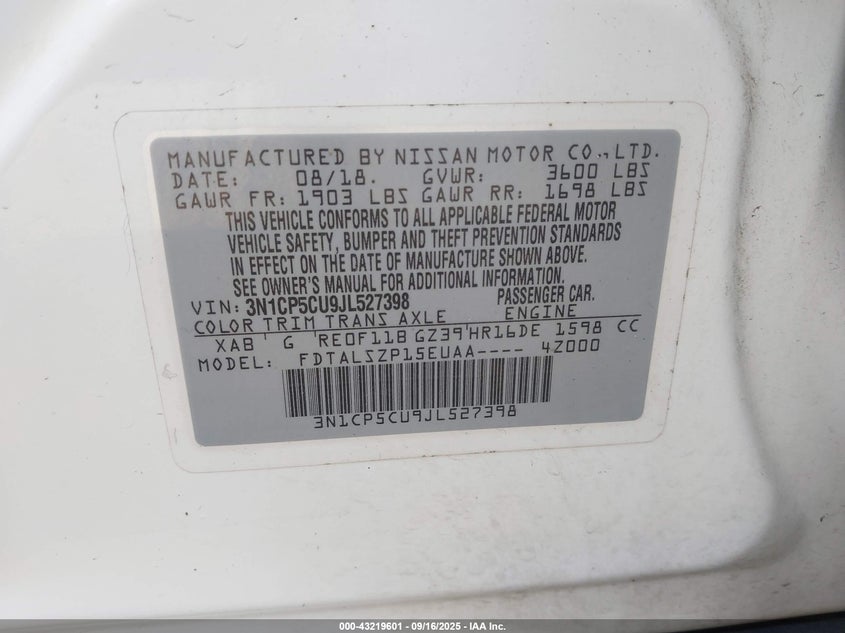 MANUFACTURED BY NISSAN MOTOR CO., LTD.
DATE: 08/18. GVWR: 3600 LBS
GAWR FR: 1903 LBS GAWR RR: 1698 LBS
THIS VEHICLE CONFORMS TO ALL APPLICABLE FEDERAL MOTOR
VEHICLE SAFETY, BUMPER AND THEFT PREVENTION STANDARDS
IN EFFECT ON THE DATE OF MANUFACTURE SHOWN ABOVE.
SEE OWNER'S MANUAL FOR ADDITIONAL INFORMATION.
VIN: 3N1CP5CU9JL527398 PASSENGER CAR.
COLOR TRIM TRANS AXLE ENGINE
XAB G RE0F11B GZ39 HR16DE 1598 CC
MODEL: FDTALSZP15EUAA---- 4Z000
3N1CP5CU9JL527398
000-43219601 - 09/16/2025 - IAA Inc.